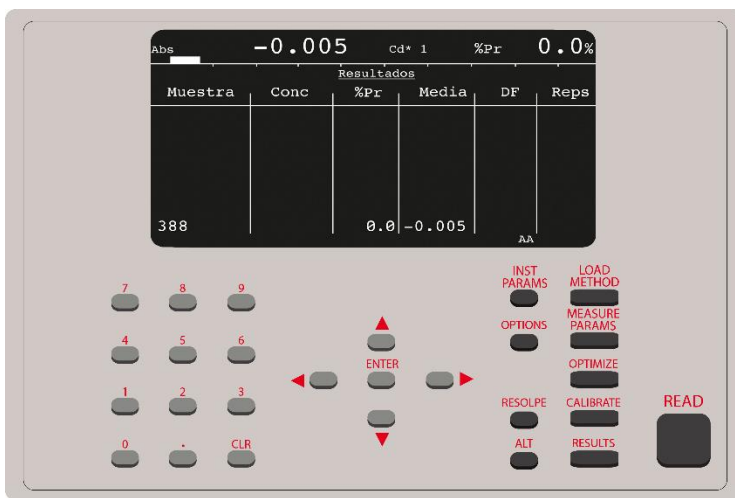 Abs -0.005 Cd* 1 %Pr 0.0%
Resultados
Muestra Conc %Pr Media DF Reps
388 0.0 -0.005
AA
INST PARAMS
LOAD METHOD
7 8 9
OPTIONS
MEASURE PARAMS
4 5 6
ENTER
OPTIMIZE
1 2 3
RESOLPE
CALIBRATE
READ
0 . CLR
ALT
RESULTS